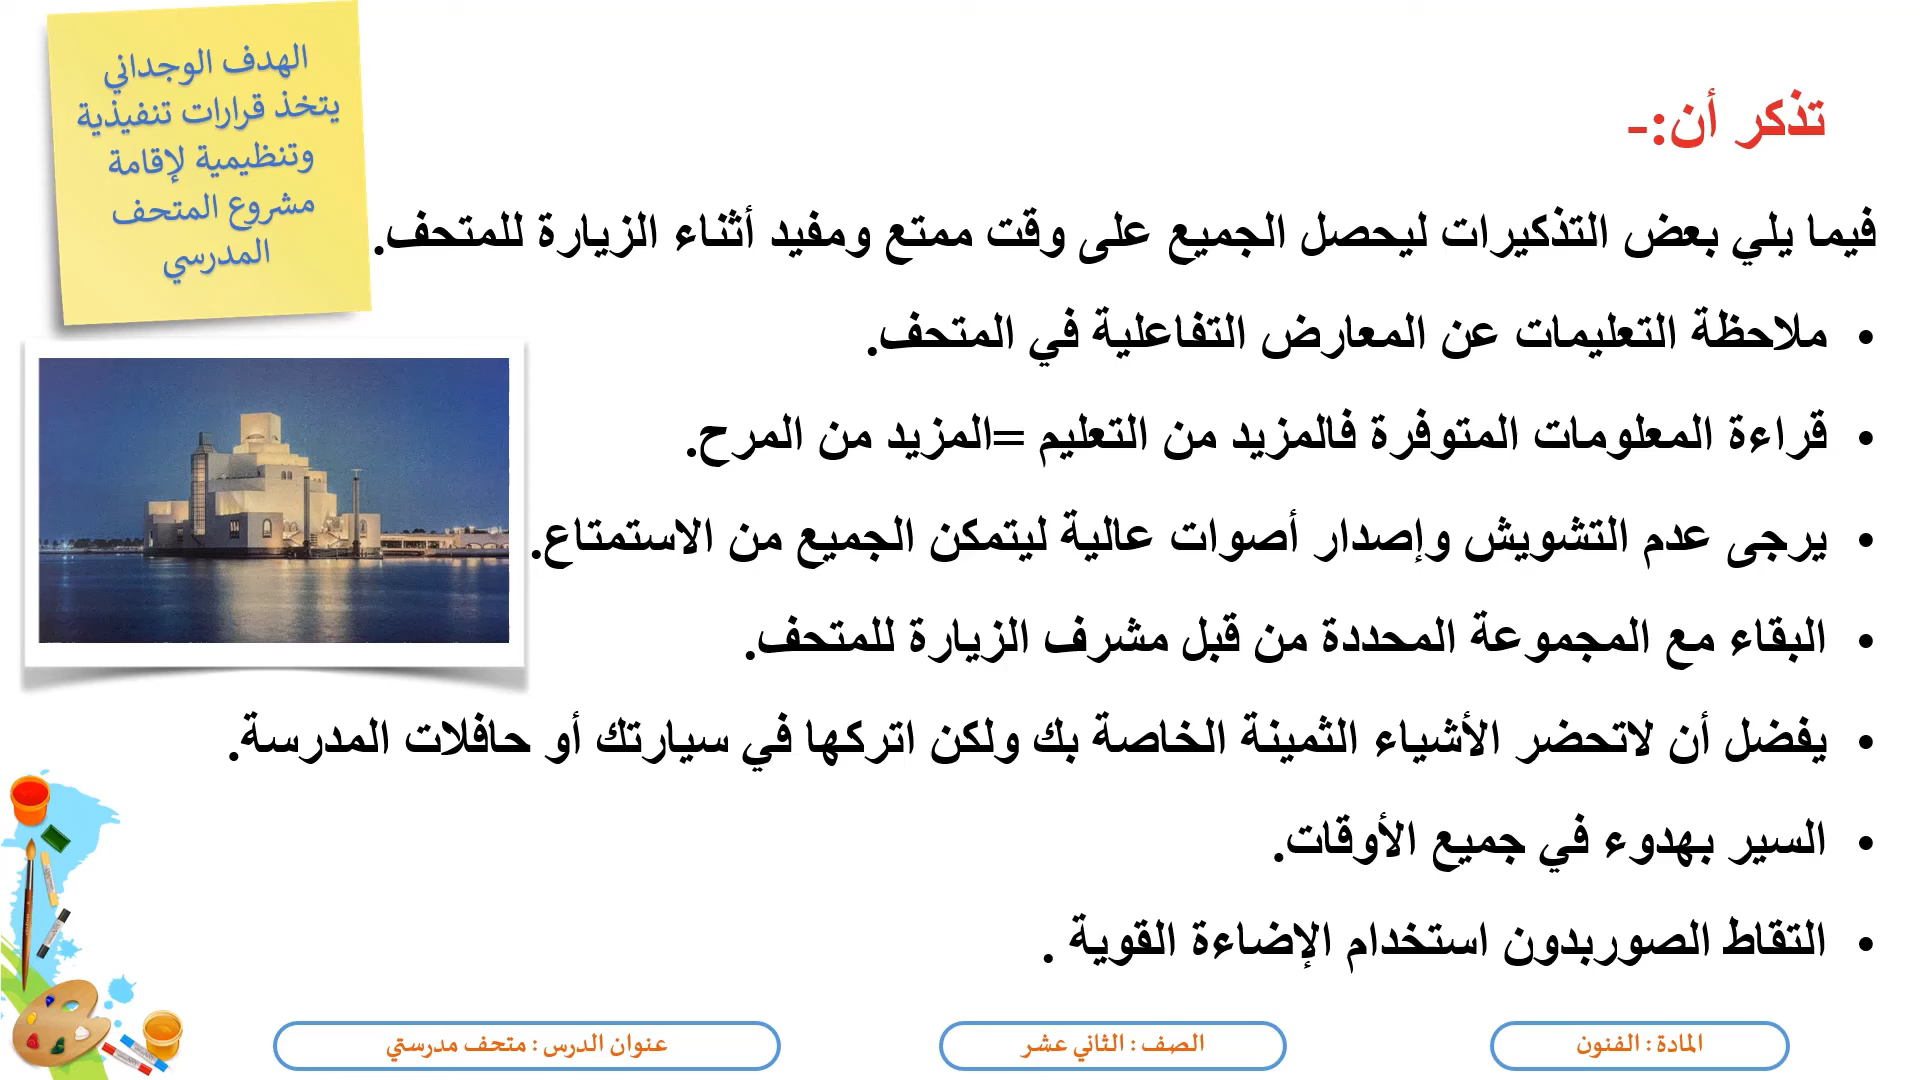 الهدف الوجداني
يتخذ قرارات تنفيذية
وتنظيمية لإقامة
مشروع المتحف
المدرسي
تذكر أن:-
فيما يلي بعض التذكيرات ليحصل الجميع على وقت ممتع ومفيد أثناء الزيارة للمتحف.
• ملاحظة التعليمات عن المعارض التفاعلية في المتحف.
• قراءة المعلومات المتوفرة فالمزيد من التعليم =المزيد من المرح.
• يرجى عدم التشويش وإصدار أصوات عالية ليتمكن الجميع من الاستمتاع.
• البقاء مع المجموعة المحددة من قبل مشرف الزيارة للمتحف.
• يفضل أن لاتحضر الأشياء الثمينة الخاصة بك ولكن اتركها في سيارتك أو حافلات المدرسة.
• السير بهدوء في جميع الأوقات.
• التقاط الصوربدون استخدام الإضاءة القوية .
المادة : الفنون
الصف : الثاني عشر
عنوان الدرس : متحف مدرستي